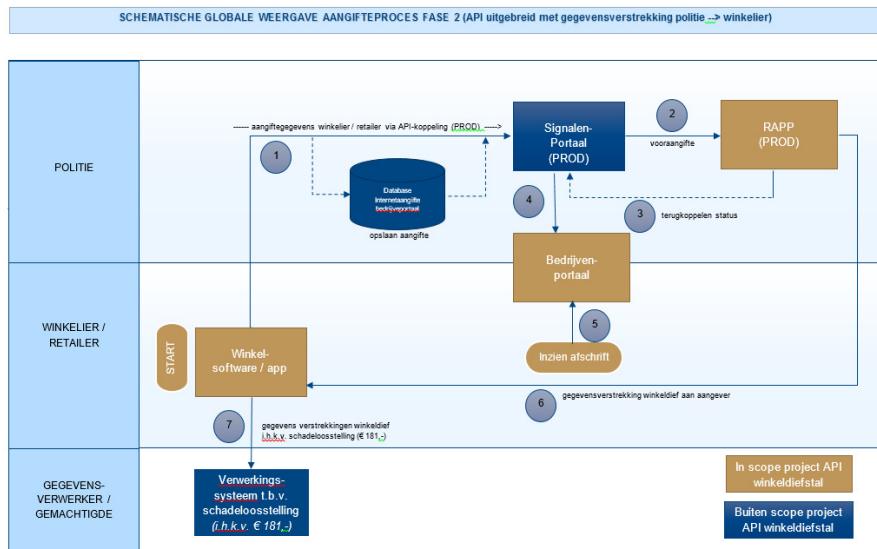 SCHEMATISCHE GLOBALE WEERGAVE AANGIFTEPROCES FASE 2 (API uitgebreid met gegevensverstrekking politie --> winkelier)
POLITIE
------ aangiftegegevens winkelier / retailer via API-koppeling (PROD) ----->
1
Database
Internetaangifte
bedrijveportaal
opslaan aangifte
Signalen-
Portaal
(PROD)
2
vooraangifte
RAPP
(PROD)
3
terugkoppelen status
4
Bedrijven-
portaal
WINKELIER /
RETAILER
START
Winkel-
software / app
5
Inzien afschrift
6
gegevensverstrekking winkeldief aan aangever
7
gegevens verstrekkingen winkeldief
i.h.k.v. schadeloosstelling (€ 181,-)
GEGEVENS-
VERWERKER /
GEMACHTIGDE
Verwerkings-
systeem t.b.v.
schadeloosstelling
(i.h.k.v. € 181,-)
In scope project API
winkeldiefstal
Buiten scope project
API winkeldiefstal